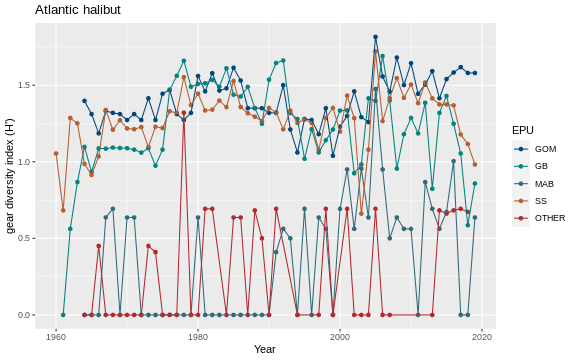 Atlantic halibut
gear diversity index (H')
1.5
1.0
0.5
0.0
1960
1980
2000
2020
Year
EPU
GOM
GB
MAB
SS
OTHER